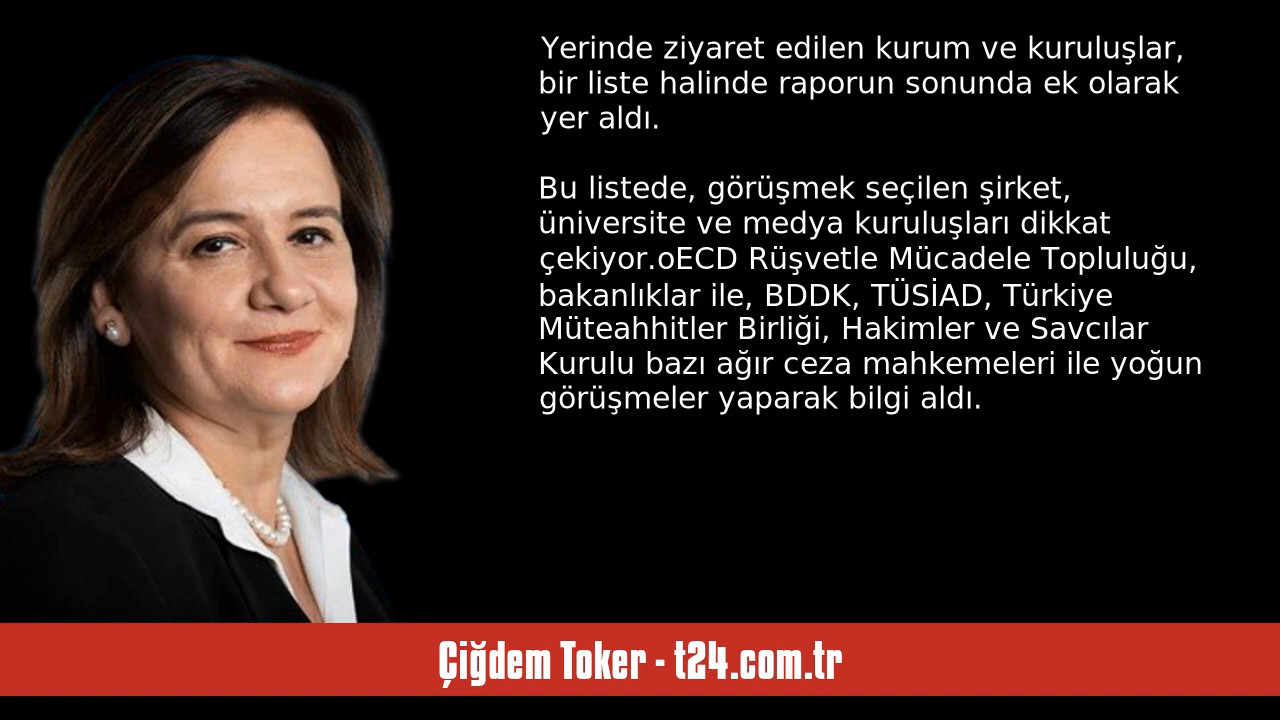 Yerinde ziyaret edilen kurum ve kuruluşlar,
bir liste halinde raporun sonunda ek olarak
yer aldı.
Bu listede, görüşmek seçilen şirket,
üniversite ve medya kuruluşları dikkat
çekiyor.oECD Rüşvetle Mücadele Topluluğu,
bakanlıklar ile, BDDK, TÜSİAD, Türkiye
Müteahhitler Birliği, Hakimler ve Savcılar
Kurulu bazı ağır ceza mahkemeleri ile yoğun
görüşmeler yaparak bilgi aldı.
Çiğdem Toker - t24.com.tr